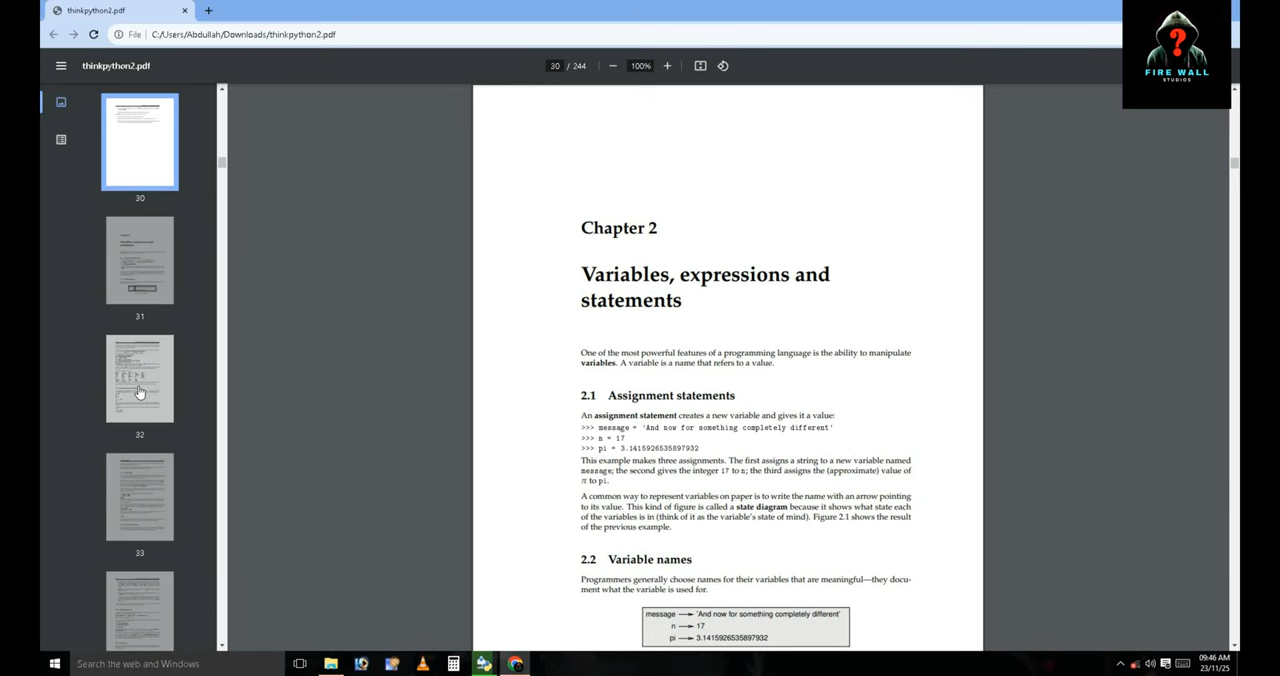 thinkpython2.pdf
File C:/Users/Abdullah/Downloads/thinkpython2.pdf
thinkpython2.pdf
30 / 244
100%
?
FIRE WALL
STUDIOS
30
31
32
33
Chapter 2
Variables, expressions and
statements
One of the most powerful features of a programming language is the ability to manipulate
variables. A variable is a name that refers to a value.
2.1 Assignment statements
An assignment statement creates a new variable and gives it a value:
>>> message = 'And now for something completely different'
>>> n = 17
>>> pi = 3.1415926535897932
This example makes three assignments. The first assigns a string to a new variable named
message; the second gives the integer 17 to n; the third assigns the (approximate) value of
π to pi.
A common way to represent variables on paper is to write the name with an arrow pointing
to its value. This kind of figure is called a state diagram because it shows what state each
of the variables is in (think of it as the variable's state of mind). Figure 2.1 shows the result
of the previous example.
2.2 Variable names
Programmers generally choose names for their variables that are meaningful—they docu-
ment what the variable is used for.
message → 'And now for something completely different'
n → 17
pi → 3.1415926535897932
Search the web and Windows
09:46 AM
23/11/25